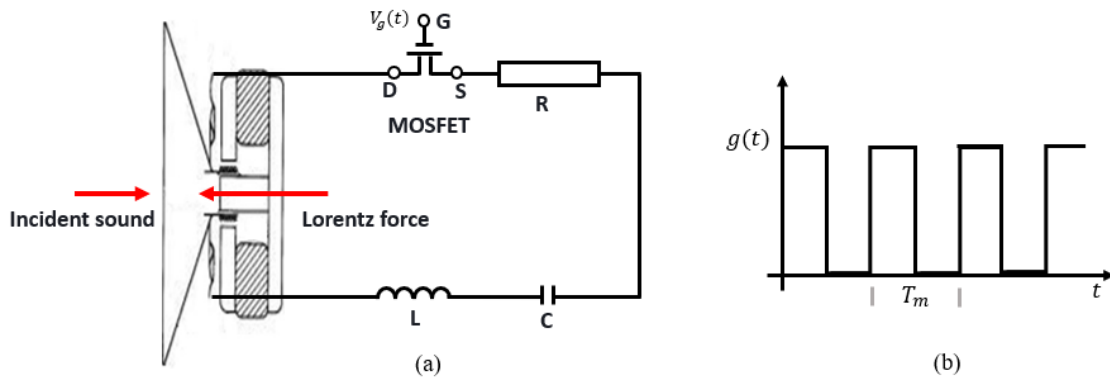 V_g(t)
G
D
S
R
MOSFET
Incident sound
Lorentz force
L
C
(a)
g(t)
T_m
t
(b)